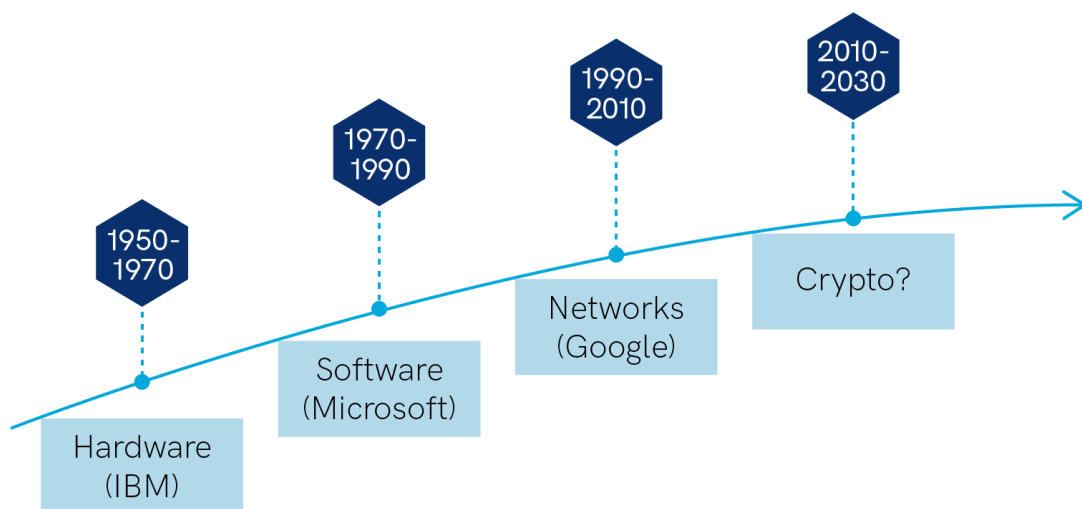 1950-
1970
Hardware
(IBM)
1970-
1990
Software
(Microsoft)
1990-
2010
Networks
(Google)
2010-
2030
Crypto?